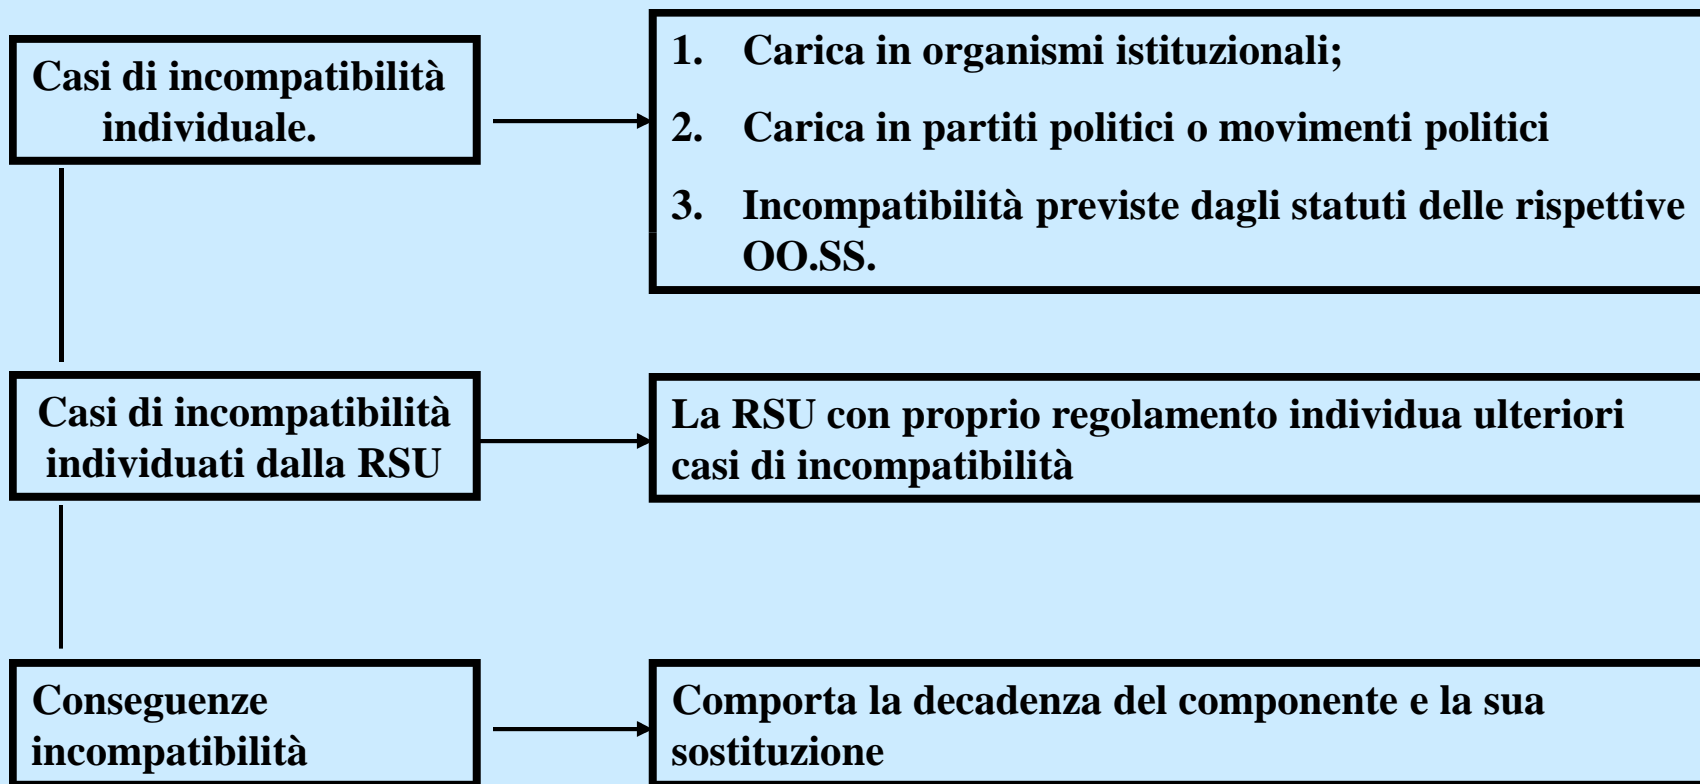 Casi di incompatibilità
individuale.
1. Carica in organismi istituzionali;
2. Carica in partiti politici o movimenti politici
3. Incompatibilità previste dagli statuti delle rispettive
OO.SS.
Casi di incompatibilità
individuati dalla RSU
La RSU con proprio regolamento individua ulteriori
casi di incompatibilità
Conseguenze
incompatibilità
Comporta la decadenza del componente e la sua
sostituzione